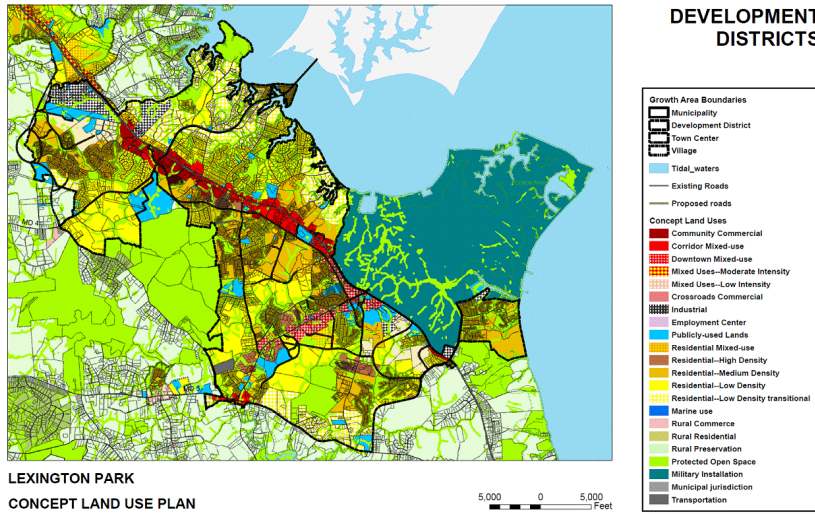 DEVELOPMENT
DISTRICTS
Growth Area Boundaries
Municipality
Development District
Town Center
Village
Tidal_waters
Existing Roads
Proposed roads
Concept Land Uses
Community Commercial
Corridor Mixed-use
Downtown Mixed-use
Mixed Uses--Moderate Intensity
Mixed Uses--Low Intensity
Crossroads Commercial
Industrial
Employment Center
Publicly-used Lands
Residential Mixed-use
Residential--High Density
Residential--Medium Density
Residential--Low Density
Residential--Low Density transitional
Marine use
Rural Commerce
Rural Residential
Rural Preservation
Protected Open Space
Military Installation
Municipal jurisdiction
Transportation
MD 4
MD 5
LEXINGTON PARK
CONCEPT LAND USE PLAN
5,000 0 5,000
Feet